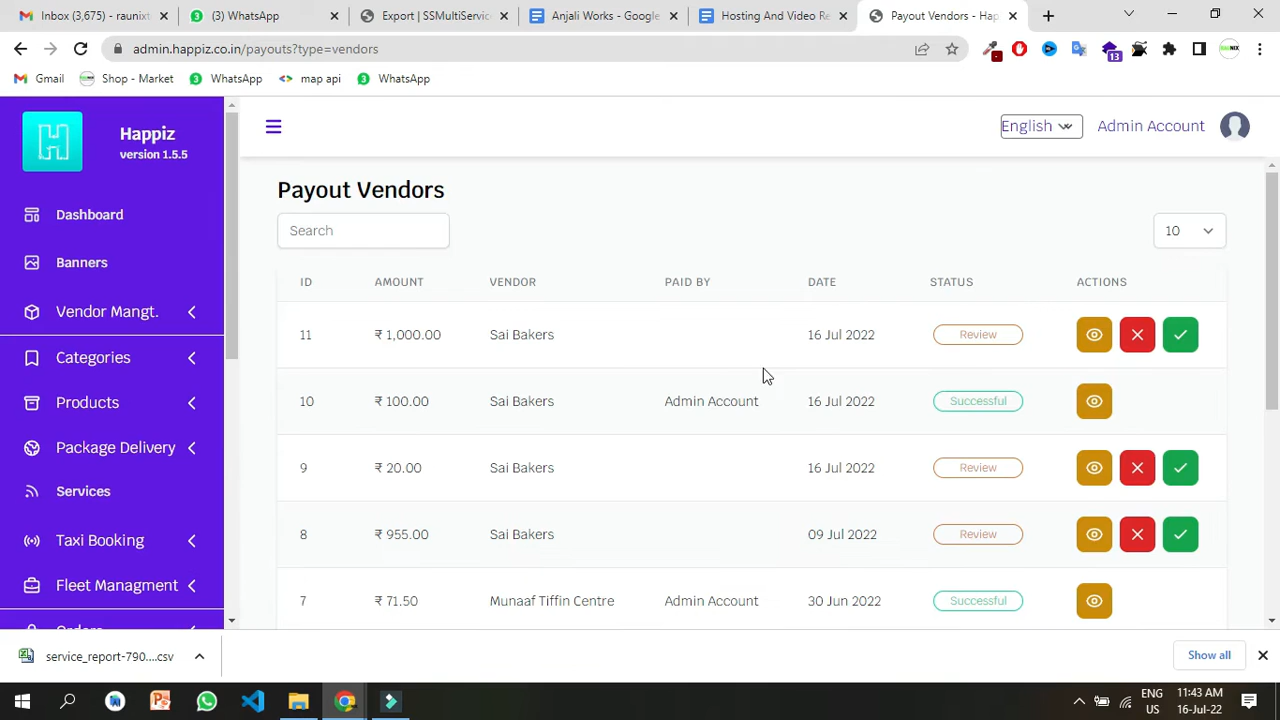 Inbox (3,675) - raunixt
(3) WhatsApp
Export | SSMultiServic
Anjali Works - Google
Hosting And Video Re
Payout Vendors - Hap
admin.happiz.co.in/payouts?type=vendors
13
Gmail
Shop - Market
WhatsApp
map api
WhatsApp
Happiz
version 1.5.5
English
Admin Account
Dashboard
Banners
Vendor Mangt.
Categories
Products
Package Delivery
Services
Taxi Booking
Fleet Managment
Payout Vendors
Search
10
ID AMOUNT VENDOR PAID BY DATE STATUS ACTIONS
11 ₹ 1,000.00 Sai Bakers 16 Jul 2022 Review
10 ₹ 100.00 Sai Bakers Admin Account 16 Jul 2022 Successful
9 ₹ 20.00 Sai Bakers 16 Jul 2022 Review
8 ₹ 955.00 Sai Bakers 09 Jul 2022 Review
7 ₹ 71.50 Munaaf Tiffin Centre Admin Account 30 Jun 2022 Successful
service_report-790....csv
Show all
ENG
US
11:43 AM
16-Jul-22